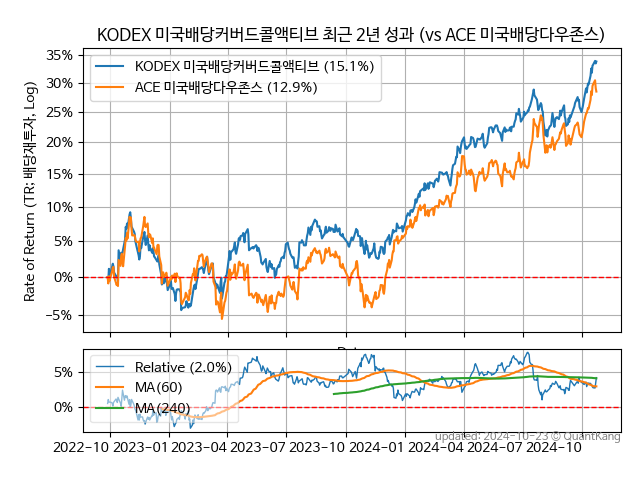 KODEX 미국배당커버드콜액티브 최근 2년 성과 (vs ACE 미국배당다우존스)
Rate of Return (TR: 배당재투자, Log)
35%
30%
25%
20%
15%
10%
5%
0%
−5%
KODEX 미국배당커버드콜액티브 (15.1%)
ACE 미국배당다우존스 (12.9%)
5%
0%
Relative (2.0%)
MA(60)
MA(240)
2022-10 2023-01 2023-04 2023-07 2023-10 2024-01 2024-04 2024-07 2024-10
updated: 2024-10-23 © QuantKang